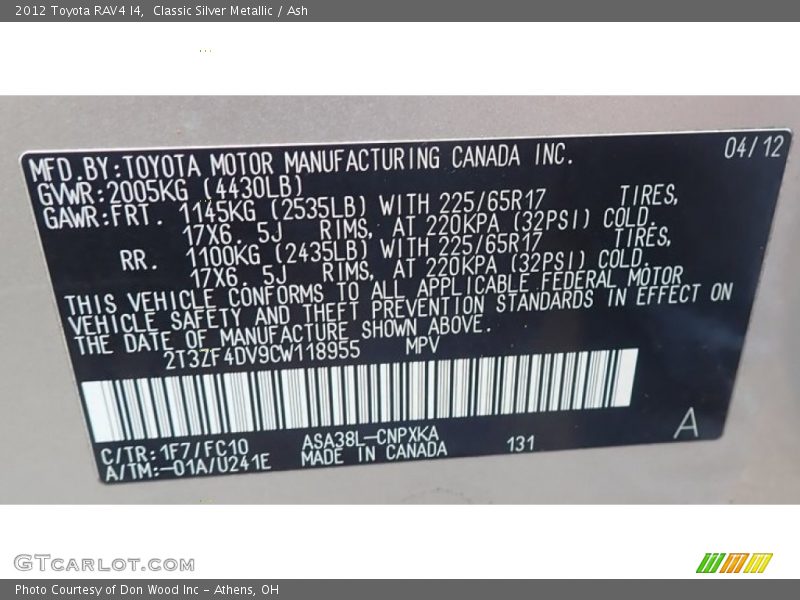 2012 Toyota RAV4 I4,  Classic Silver Metallic / Ash
MFD.BY:TOYOTA MOTOR MANUFACTURING CANADA INC. 04/12
GVWR:2005KG (4430LB)
GAWR:FRT. 1145KG (2535LB) WITH 225/65R17 TIRES,
17X6. 5J RIMS, AT 220KPA (32PSI) COLD.
RR. 1100KG (2435LB) WITH 225/65R17 TIRES,
17X6. 5J RIMS, AT 220KPA (32PSI) COLD.
THIS VEHICLE CONFORMS TO ALL APPLICABLE FEDERAL MOTOR
VEHICLE SAFETY AND THEFT PREVENTION STANDARDS IN EFFECT ON
THE DATE OF MANUFACTURE SHOWN ABOVE.
2T3ZF4DV9CW118955 MPV
C/TR:1F7/FC10 ASA38L-CNPXKA 131 A
A/TM:-01A/U241E MADE IN CANADA
GTcarlot.com
Photo Courtesy of Don Wood Inc - Athens, OH